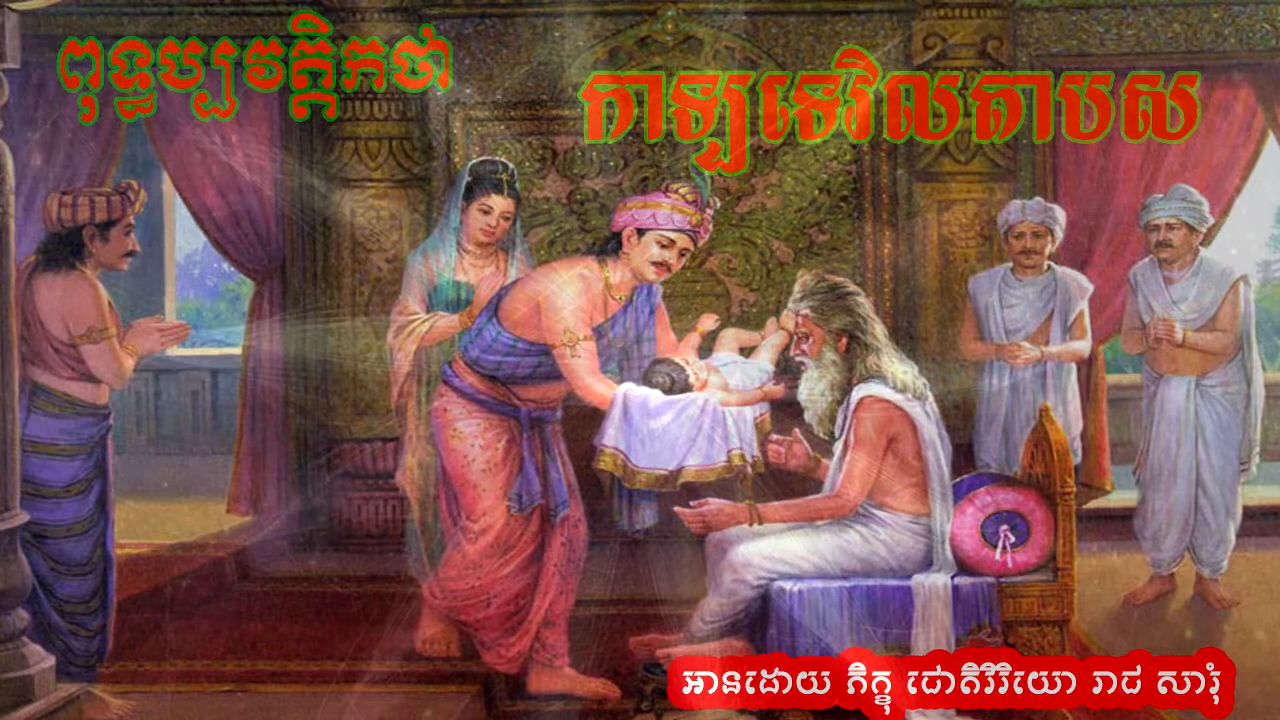 ពុទ្ធប្បវត្តិកថា
កាឡទេវិលតាបស
អានដោយ ភិក្ខុ ជោតិវិរិយោ រាជ សារុំ